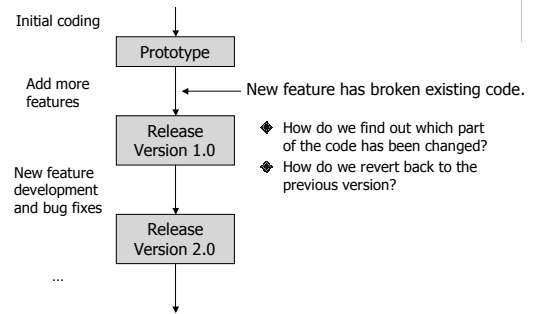 Initial coding
Prototype
Add more
features
New feature has broken existing code.
Release
Version 1.0
How do we find out which part
of the code has been changed?
How do we revert back to the
previous version?
New feature
development
and bug fixes
Release
Version 2.0
...